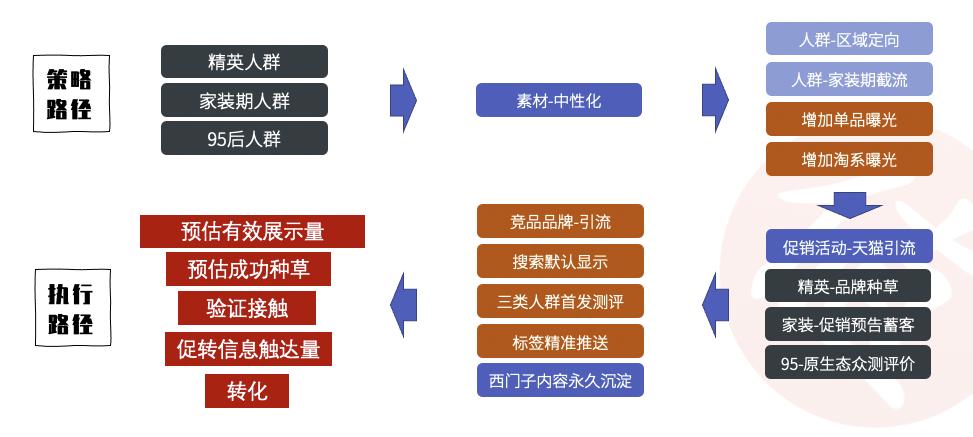 策略
路径
精英人群
家装期人群
95后人群
素材-中性化
人群-区域定向
人群-家装期截流
增加单品曝光
增加淘系曝光
促销活动-天猫引流
精英-品牌种草
家装-促销预告蓄客
95-原生态众测评价
竞品品牌-引流
搜索默认显示
三类人群首发测评
标签精准推送
西门子内容永久沉淀
执行
路径
预估有效展示量
预估成功种草
验证接触
促转信息触达量
转化